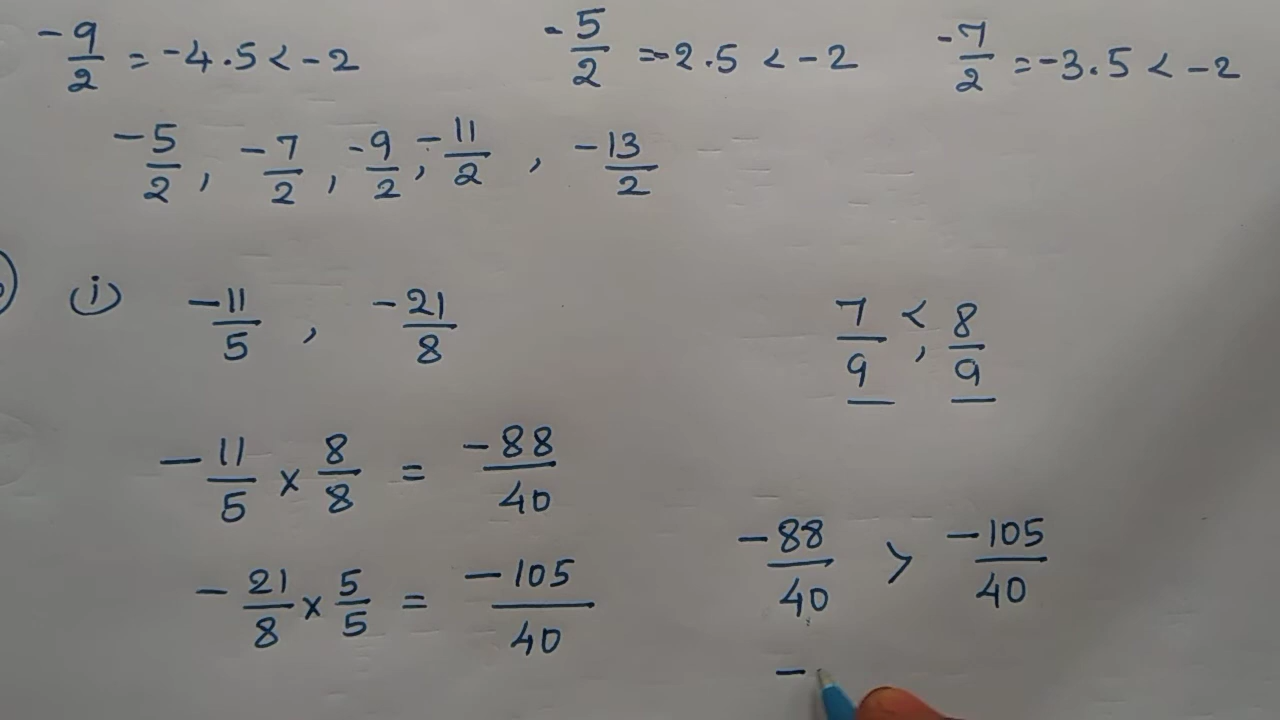 -9/2 = -4.5 < -2    -5/2 = -2.5 < -2    -7/2 = -3.5 < -2
-5/2 , -7/2 , -9/2 , -11/2 , -13/2
(i) -11/5 , -21/8    7/9 < , 8/9
-11/5 × 8/8 = -88/40
-88/40 > -105/40
-21/8 × 5/5 = -105/40
-